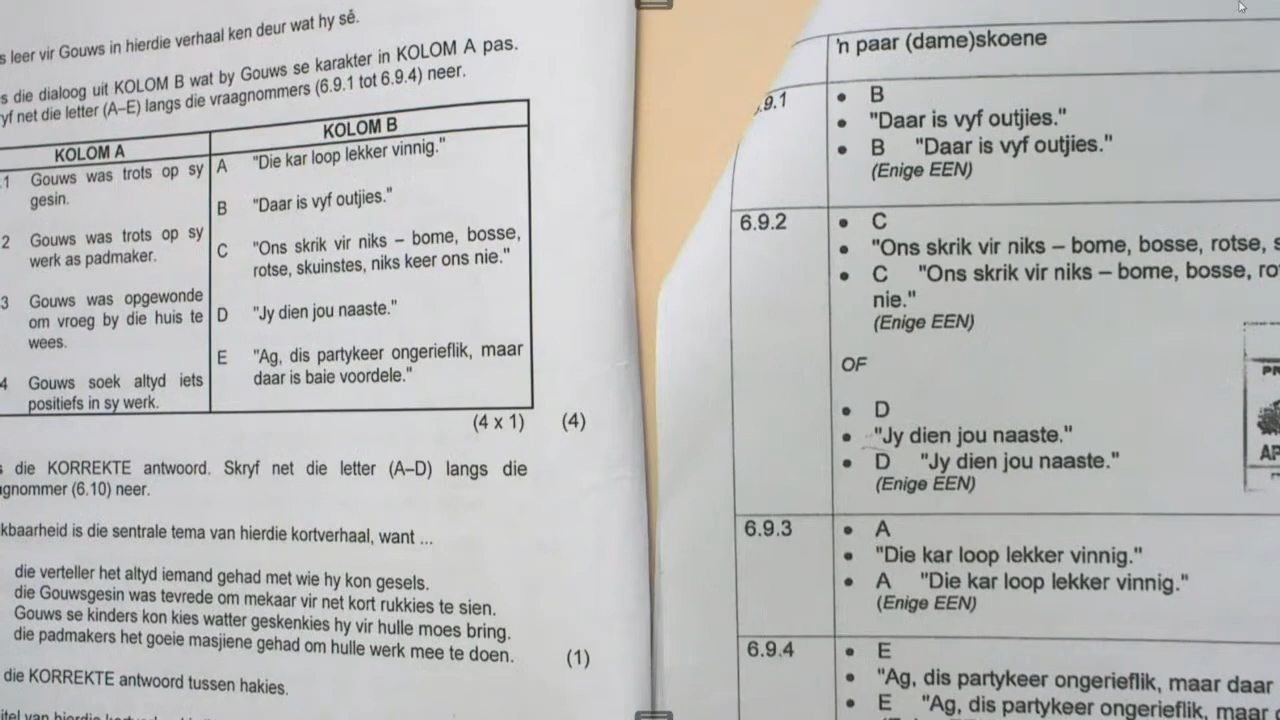 s leer vir Gouws in hierdie verhaal ken deur wat hy sê.
s die dialoog uit KOLOM B wat by Gouws se karakter in KOLOM A pas.
yf net die letter (A–E) langs die vraagnommers (6.9.1 tot 6.9.4) neer.
KOLOM A
KOLOM B
1 Gouws was trots op sy
gesin.
2 Gouws was trots op sy
werk as padmaker.
3 Gouws was opgewonde
om vroeg by die huis te
wees.
4 Gouws soek altyd iets
positiefs in sy werk.
A "Die kar loop lekker vinnig."
B "Daar is vyf outjies."
C "Ons skrik vir niks – bome, bosse,
rotse, skuinstes, niks keer ons nie."
D "Jy dien jou naaste."
E "Ag, dis partykeer ongerieflik, maar
daar is baie voordele."
(4 x 1) (4)
s die KORREKTE antwoord. Skryf net die letter (A–D) langs die
agnommer (6.10) neer.
kbaarheid is die sentrale tema van hierdie kortverhaal, want ...
die verteller het altyd iemand gehad met wie hy kon gesels.
die Gouwsgesin was tevrede om mekaar vir net kort rukkies te sien.
Gouws se kinders kon kies watter geskenkies hy vir hulle moes bring.
die padmakers het goeie masjiene gehad om hulle werk mee te doen.
(1)
die KORREKTE antwoord tussen hakies.
'n paar (dame)skoene
.9.1
• B
• "Daar is vyf outjies."
• B "Daar is vyf outjies."
(Enige EEN)
6.9.2
• C
• "Ons skrik vir niks – bome, bosse, rotse, s
• C "Ons skrik vir niks – bome, bosse, ro
nie."
(Enige EEN)
OF
• D
• "Jy dien jou naaste."
• D "Jy dien jou naaste."
(Enige EEN)
6.9.3
• A
• "Die kar loop lekker vinnig."
• A "Die kar loop lekker vinnig."
(Enige EEN)
6.9.4
• E
• "Ag, dis partykeer ongerieflik, maar daar
• E "Ag, dis partykeer ongerieflik, maar
PR
AP